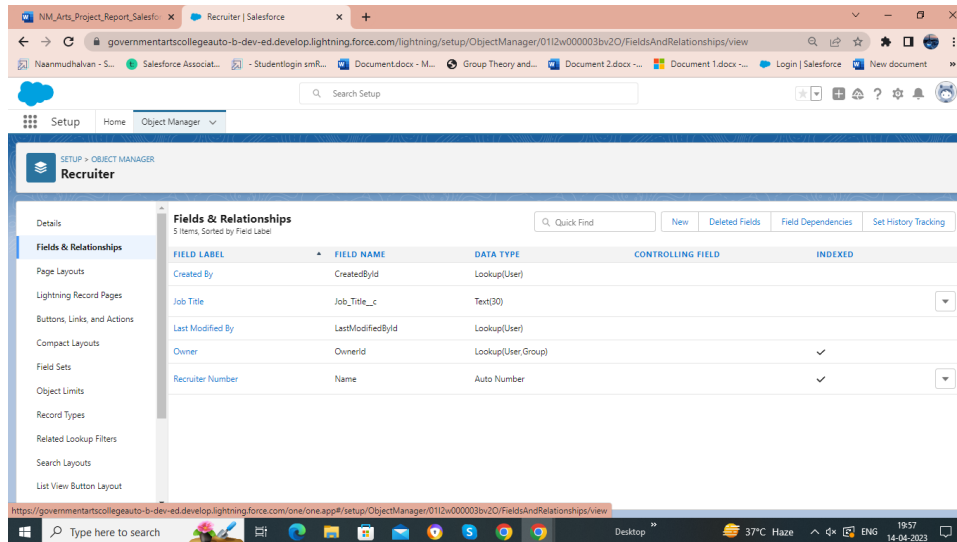 NM_Arts_Project_Report_Salesfo
Recruiter | Salesforce
governmentartscollegeauto-b-dev-ed.develop.lightning.force.com/lightning/setup/ObjectManager/01I2w000003bv2O/FieldsAndRelationships/view
Naanmudhalvan - S... Salesforce Associat... - Studentlogin smR... Document.docx - M... Group Theory and... Document 2.docx -... Document 1.docx -... Login | Salesforce New document »
Search Setup
Setup Home Object Manager
SETUP > OBJECT MANAGER
Recruiter
Details
Fields & Relationships
Page Layouts
Lightning Record Pages
Buttons, Links, and Actions
Compact Layouts
Field Sets
Object Limits
Record Types
Related Lookup Filters
Search Layouts
List View Button Layout
Fields & Relationships
5 Items, Sorted by Field Label
Quick Find New Deleted Fields Field Dependencies Set History Tracking
FIELD LABEL FIELD NAME DATA TYPE CONTROLLING FIELD INDEXED
Created By CreatedById Lookup(User)
Job Title Job_Title__c Text(30)
Last Modified By LastModifiedById Lookup(User)
Owner OwnerId Lookup(User,Group)
Recruiter Number Name Auto Number
https://governmentartscollegeauto-b-dev-ed.develop.lightning.force.com/one/one.app#/setup/ObjectManager/01I2w000003bv2O/FieldsAndRelationships/view
Type here to search Desktop » 37°C Haze ENG 19:57
14-04-2023